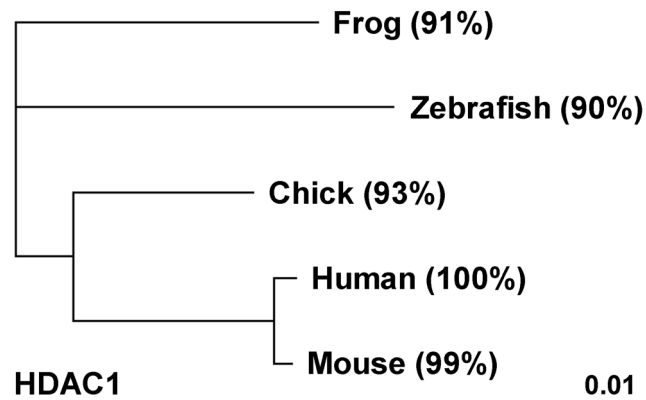 Frog (91%)
Zebrafish (90%)
Chick (93%)
Human (100%)
Mouse (99%)
HDAC1 0.01